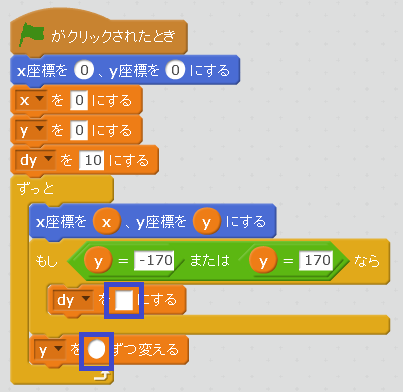 がクリックされたとき
x座標を 0 、y座標を 0 にする
x を 0 にする
y を 0 にする
dy を 10 にする
ずっと
x座標を x 、y座標を y にする
もし y = -170 または y = 170 なら
dy を にする
y を ずつ変える